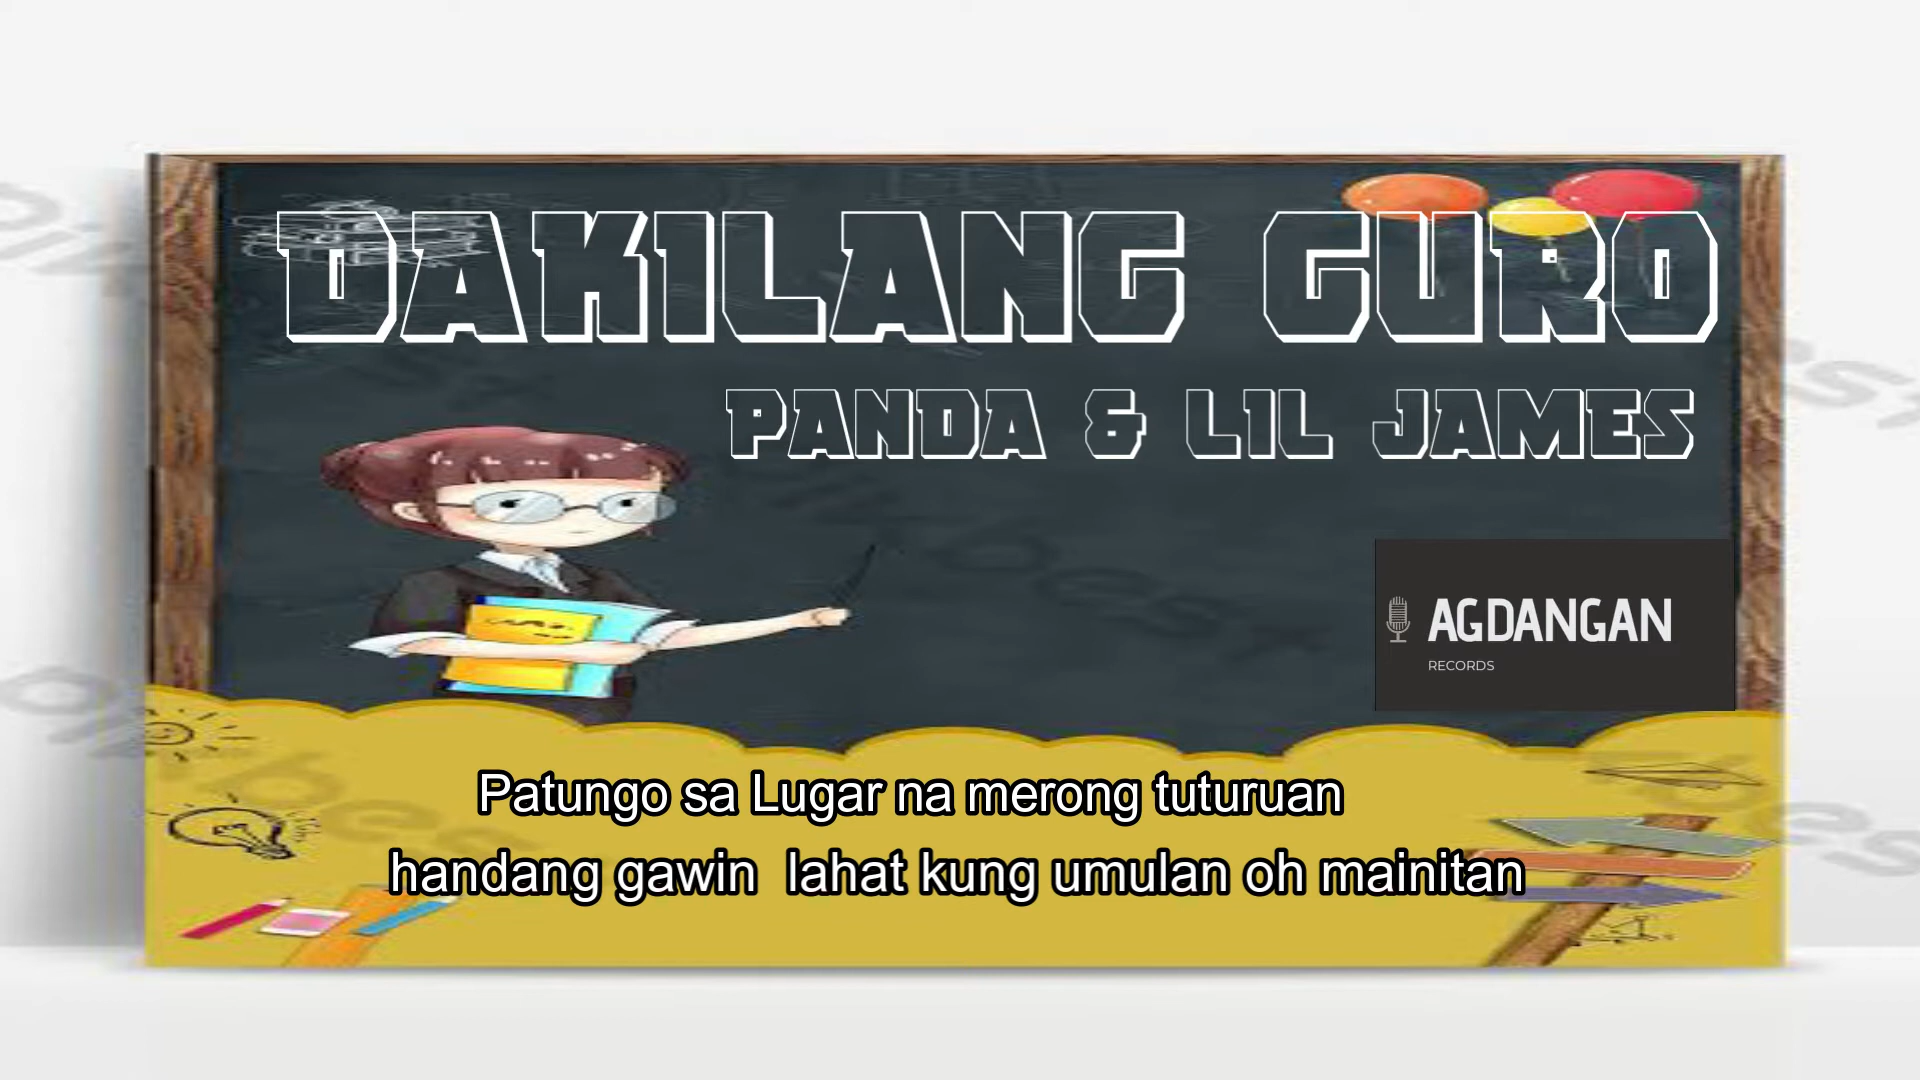 DAKILANG GURO
PANDA & LIL JAMES
AGDANGAN
RECORDS
Patungo sa Lugar na merong tuturuan
handang gawin lahat kung umulan oh mainitan